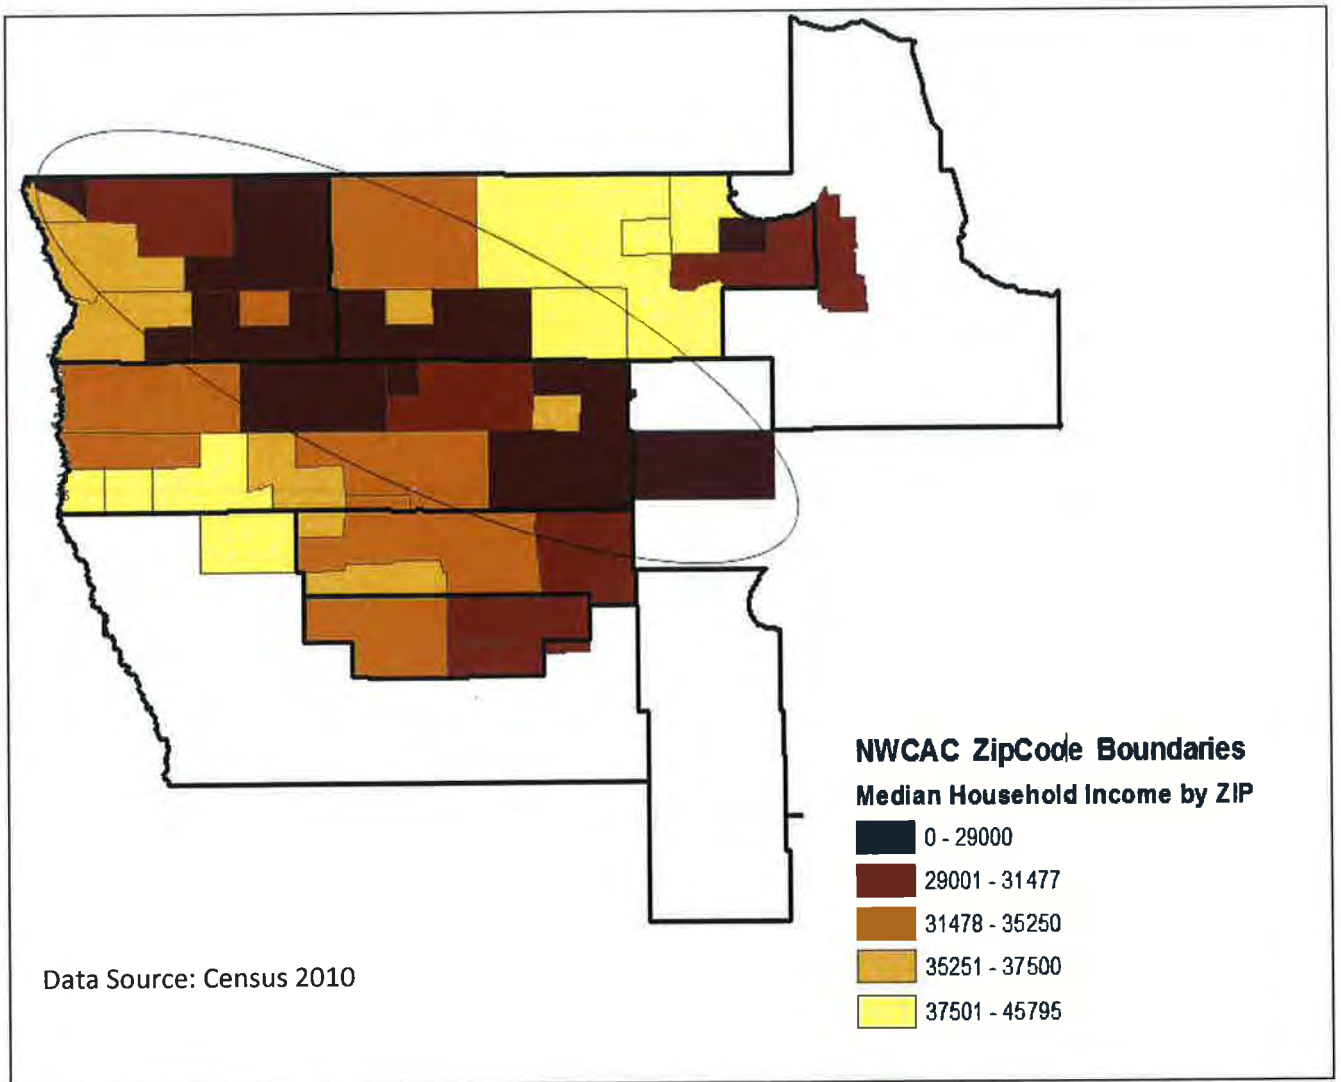 NWCAC ZipCode Boundaries
Median Household Income by ZIP
0 - 29000
29001 - 31477
31478 - 35250
35251 - 37500
37501 - 45795
Data Source: Census 2010